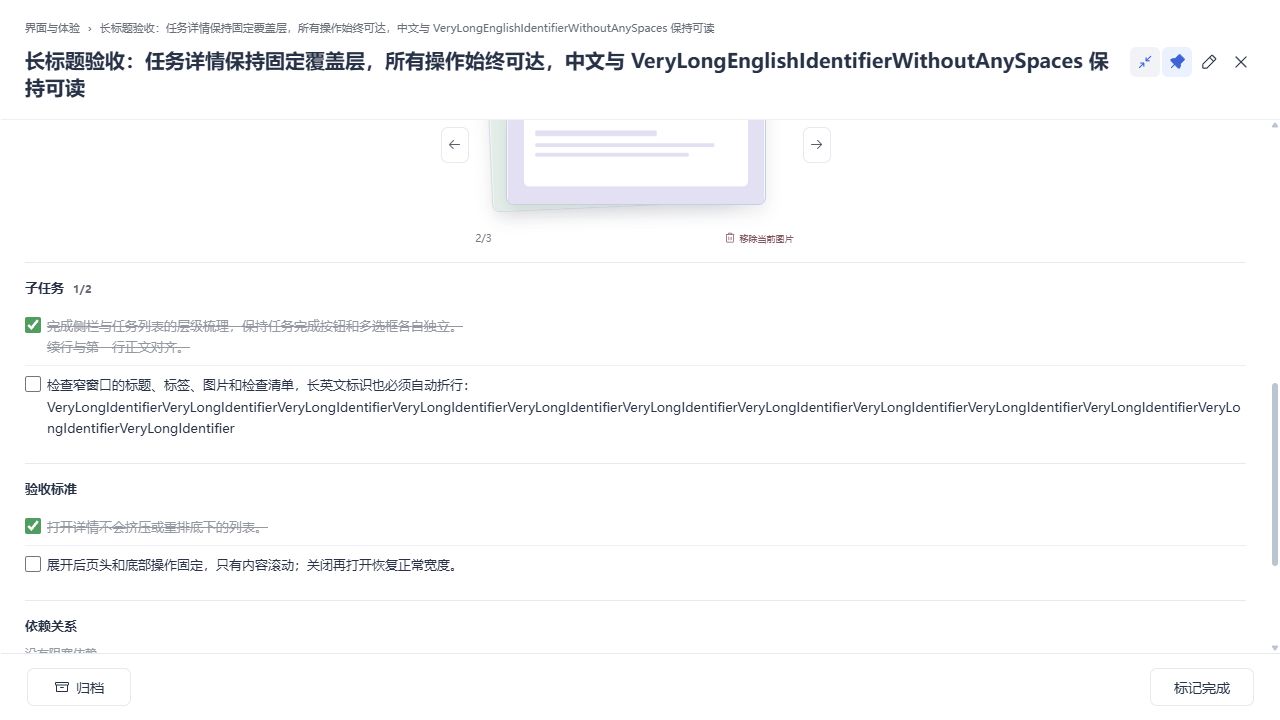 界面与体验 › 长标题验收：任务详情保持固定覆盖层，所有操作始终可达，中文与 VeryLongEnglishIdentifierWithoutAnySpaces 保持可读
长标题验收：任务详情保持固定覆盖层，所有操作始终可达，中文与 VeryLongEnglishIdentifierWithoutAnySpaces 保
持可读
2/3
移除当前图片
子任务 1/2
完成侧栏与任务列表的层级梳理，保持任务完成按钮和多选框各自独立。
续行与第一行正文对齐。
检查窄窗口的标题、标签、图片和检查清单，长英文标识也必须自动折行：
VeryLongIdentifierVeryLongIdentifierVeryLongIdentifierVeryLongIdentifierVeryLongIdentifierVeryLongIdentifierVeryLongIdentifierVeryLongIdentifierVeryLongIdentifierVeryLongIdentifierVeryLo
ngIdentifierVeryLongIdentifier
验收标准
打开详情不会挤压或重排底下的列表。
展开后页头和底部操作固定，只有内容滚动；关闭再打开恢复正常宽度。
依赖关系
没有阻塞依赖
归档
标记完成